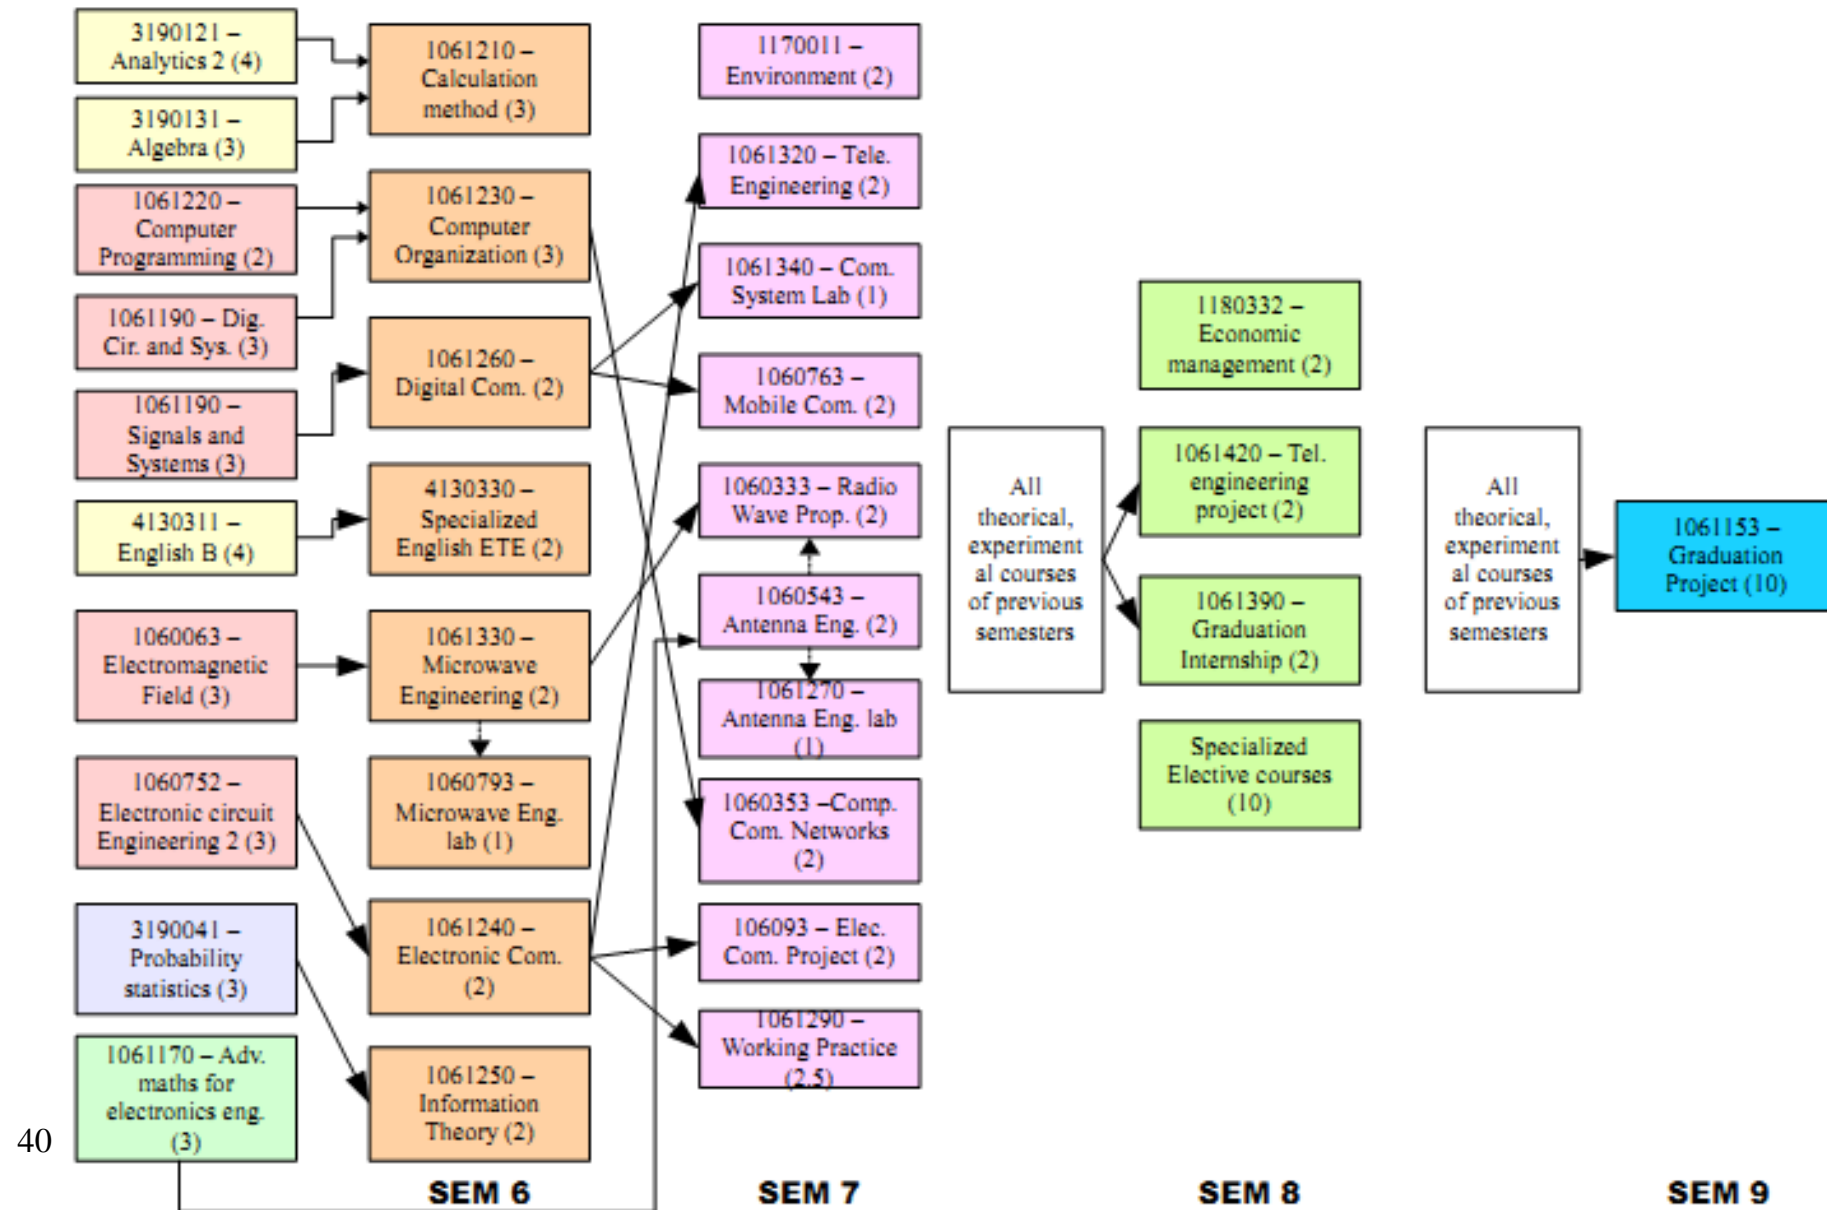 3190121 –
Analytics 2 (4)
3190131 –
Algebra (3)
1061220 –
Computer
Programming (2)
1061190 – Dig.
Cir. and Sys. (3)
1061190 –
Signals and
Systems (3)
4130311 –
English B (4)
1060063 –
Electromagnetic
Field (3)
1060752 –
Electronic circuit
Engineering 2 (3)
3190041 –
Probability
statistics (3)
1061170 – Adv.
maths for
electronics eng.
(3)
40
1061210 –
Calculation
method (3)
1061230 –
Computer
Organization (3)
1061260 –
Digital Com. (2)
4130330 –
Specialized
English ETE (2)
1061330 –
Microwave
Engineering (2)
1060793 –
Microwave Eng.
lab (1)
1061240 –
Electronic Com.
(2)
1061250 –
Information
Theory (2)
SEM 6
1170011 –
Environment (2)
1061320 – Tele.
Engineering (2)
1061340 – Com.
System Lab (1)
1060763 –
Mobile Com. (2)
1060333 – Radio
Wave Prop. (2)
1060543 –
Antenna Eng. (2)
1061270 –
Antenna Eng. lab
(1)
1060353 –Comp.
Com. Networks
(2)
106093 – Elec.
Com. Project (2)
1061290 –
Working Practice
(2.5)
SEM 7
All
theorical,
experiment
al courses
of previous
semesters
1180332 –
Economic
management (2)
1061420 – Tel.
engineering
project (2)
1061390 –
Graduation
Internship (2)
Specialized
Elective courses
(10)
SEM 8
All
theorical,
experiment
al courses
of previous
semesters
1061153 –
Graduation
Project (10)
SEM 9